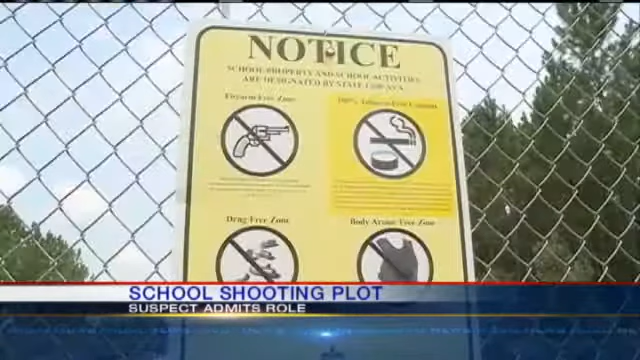 NOTICE
SCHOOL PROPERTY AND SCHOOL ACTIVITIES
ARE DESIGNATED BY STATE LAW AS A
Firearm Free Zone
100% Tobacco Free Campus
Drug Free Zone
Body Armor Free Zone
SCHOOL SHOOTING PLOT
SUSPECT ADMITS ROLE